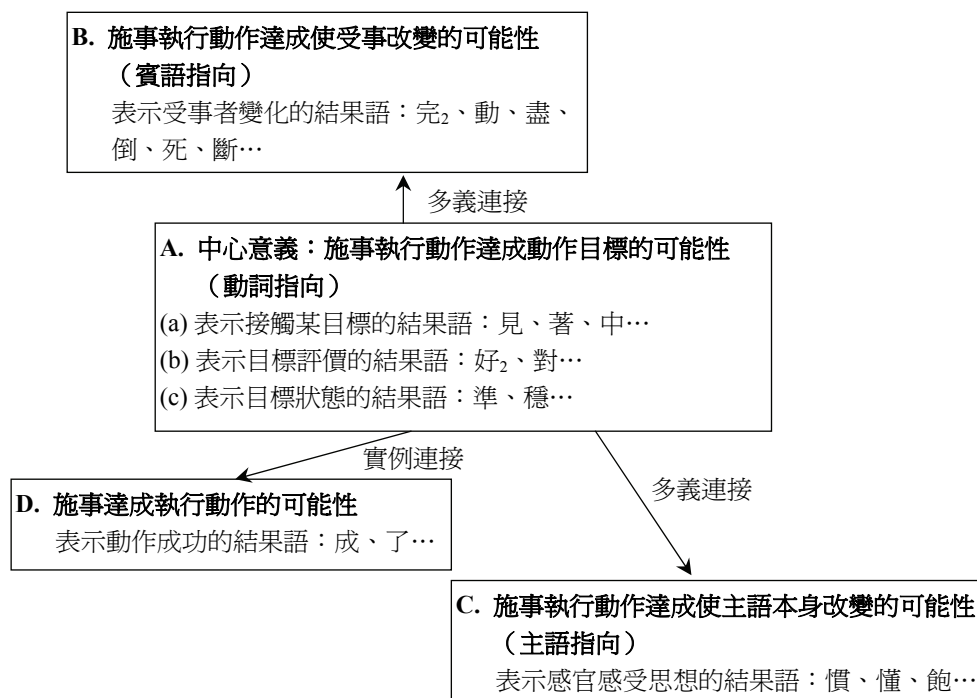 B. 施事執行動作達成使受事改變的可能性
（賓語指向）
表示受事者變化的結果語：完₂、動、盡、
倒、死、斷…
多義連接
A. 中心意義：施事執行動作達成動作目標的可能性
（動詞指向）
(a) 表示接觸某目標的結果語：見、著、中…
(b) 表示目標評價的結果語：好₂、對…
(c) 表示目標狀態的結果語：準、穩…
實例連接
多義連接
D. 施事達成執行動作的可能性
表示動作成功的結果語：成、了…
C. 施事執行動作達成使主語本身改變的可能性
（主語指向）
表示感官感受思想的結果語：慣、懂、飽…